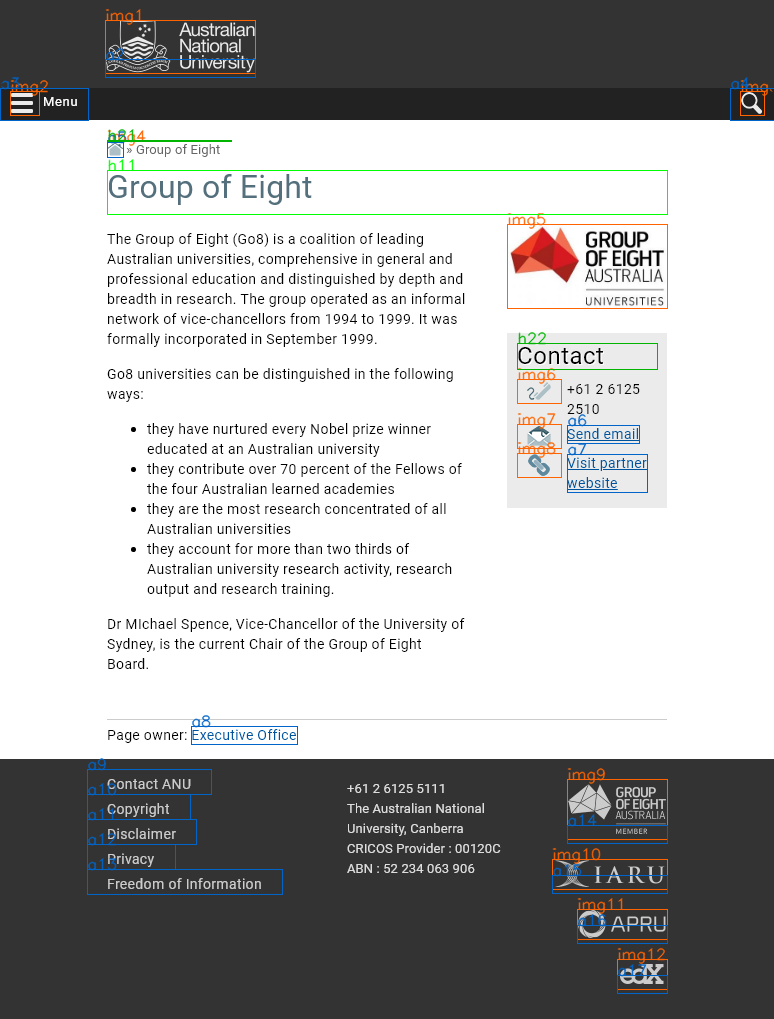 img1
Australian
National
University
a3
img2
Menu
a4
h21
img4
» Group of Eight
h11
Group of Eight
img5
GROUP
OF EIGHT
AUSTRALIA
UNIVERSITIES
The Group of Eight (Go8) is a coalition of leading
Australian universities, comprehensive in general and
professional education and distinguished by depth and
breadth in research. The group operated as an informal
network of vice-chancellors from 1994 to 1999. It was
formally incorporated in September 1999.
Go8 universities can be distinguished in the following
ways:
• they have nurtured every Nobel prize winner
educated at an Australian university
• they contribute over 70 percent of the Fellows of
the four Australian learned academies
• they are the most research concentrated of all
Australian universities
• they account for more than two thirds of
Australian university research activity, research
output and research training.
Dr MIchael Spence, Vice-Chancellor of the University of
Sydney, is the current Chair of the Group of Eight
Board.
h22
Contact
img6
+61 2 6125
2510
img7
a6
Send email
img8
a7
Visit partner
website
a8
Page owner: Executive Office
a9
Contact ANU
a10
Copyright
a11
Disclaimer
a12
Privacy
a13
Freedom of Information
+61 2 6125 5111
The Australian National
University, Canberra
CRICOS Provider : 00120C
ABN : 52 234 063 906
img9
GROUP
OF EIGHT
AUSTRALIA
a14
MEMBER
img10
IARU
img11
a16
APRU
img12
a17
edX